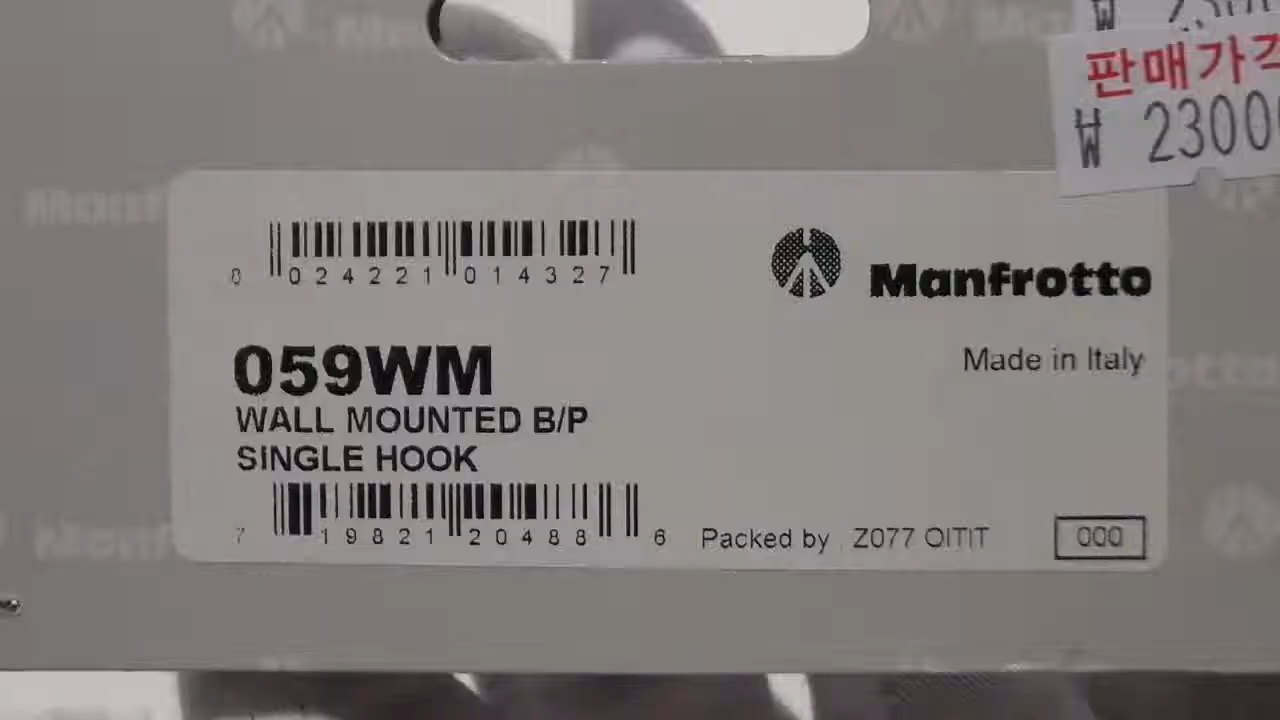 판매가격
₩ 23000
0 024221 014327
Manfrotto
059WM
Made in Italy
WALL MOUNTED B/P
SINGLE HOOK
7 19821 20488 6
Packed by Z077 OITIT
000